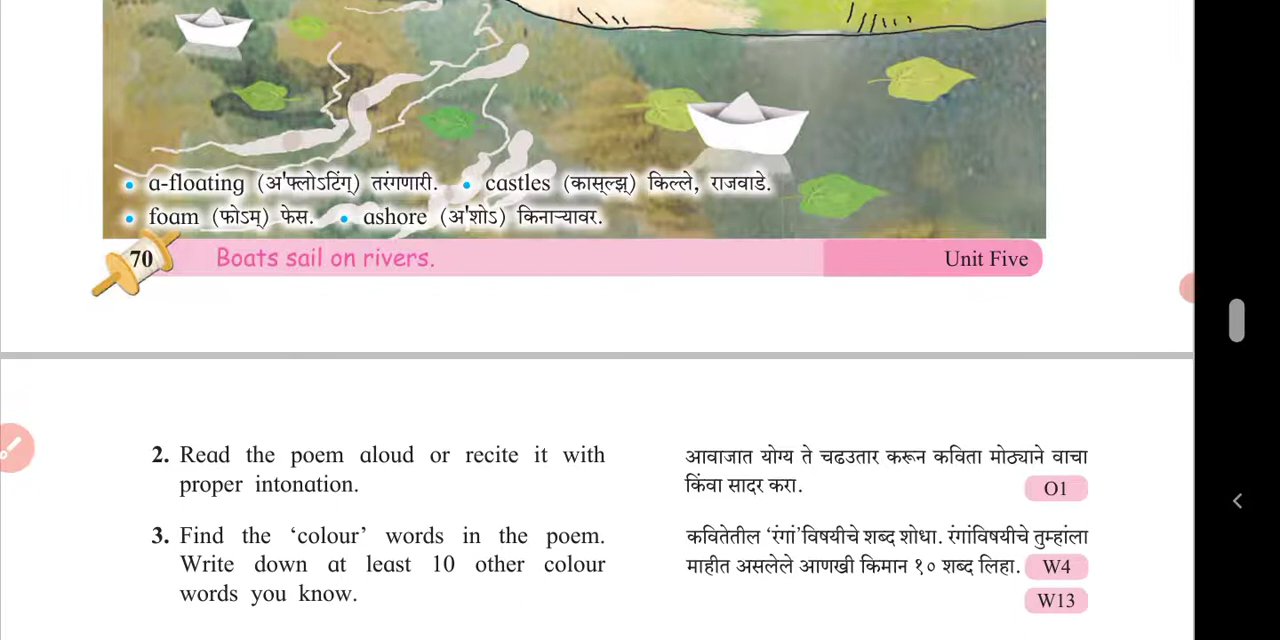 • a-floating (अ'फ्लोऽटिंग्) तरंगणारी. • castles (कास्ल्झ्) किल्ले, राजवाडे.
• foam (फोऽम्) फेस. • ashore (अ'शोऽ) किनाऱ्यावर.
70 Boats sail on rivers. Unit Five
2. Read the poem aloud or recite it with
proper intonation.
आवाजात योग्य ते चढउतार करून कविता मोठ्याने वाचा
किंवा सादर करा. O1
3. Find the ‘colour’ words in the poem.
Write down at least 10 other colour
words you know.
कवितेतील ‘रंगां’विषयीचे शब्द शोधा. रंगांविषयीचे तुम्हांला
माहीत असलेले आणखी किमान १० शब्द लिहा. W4
W13